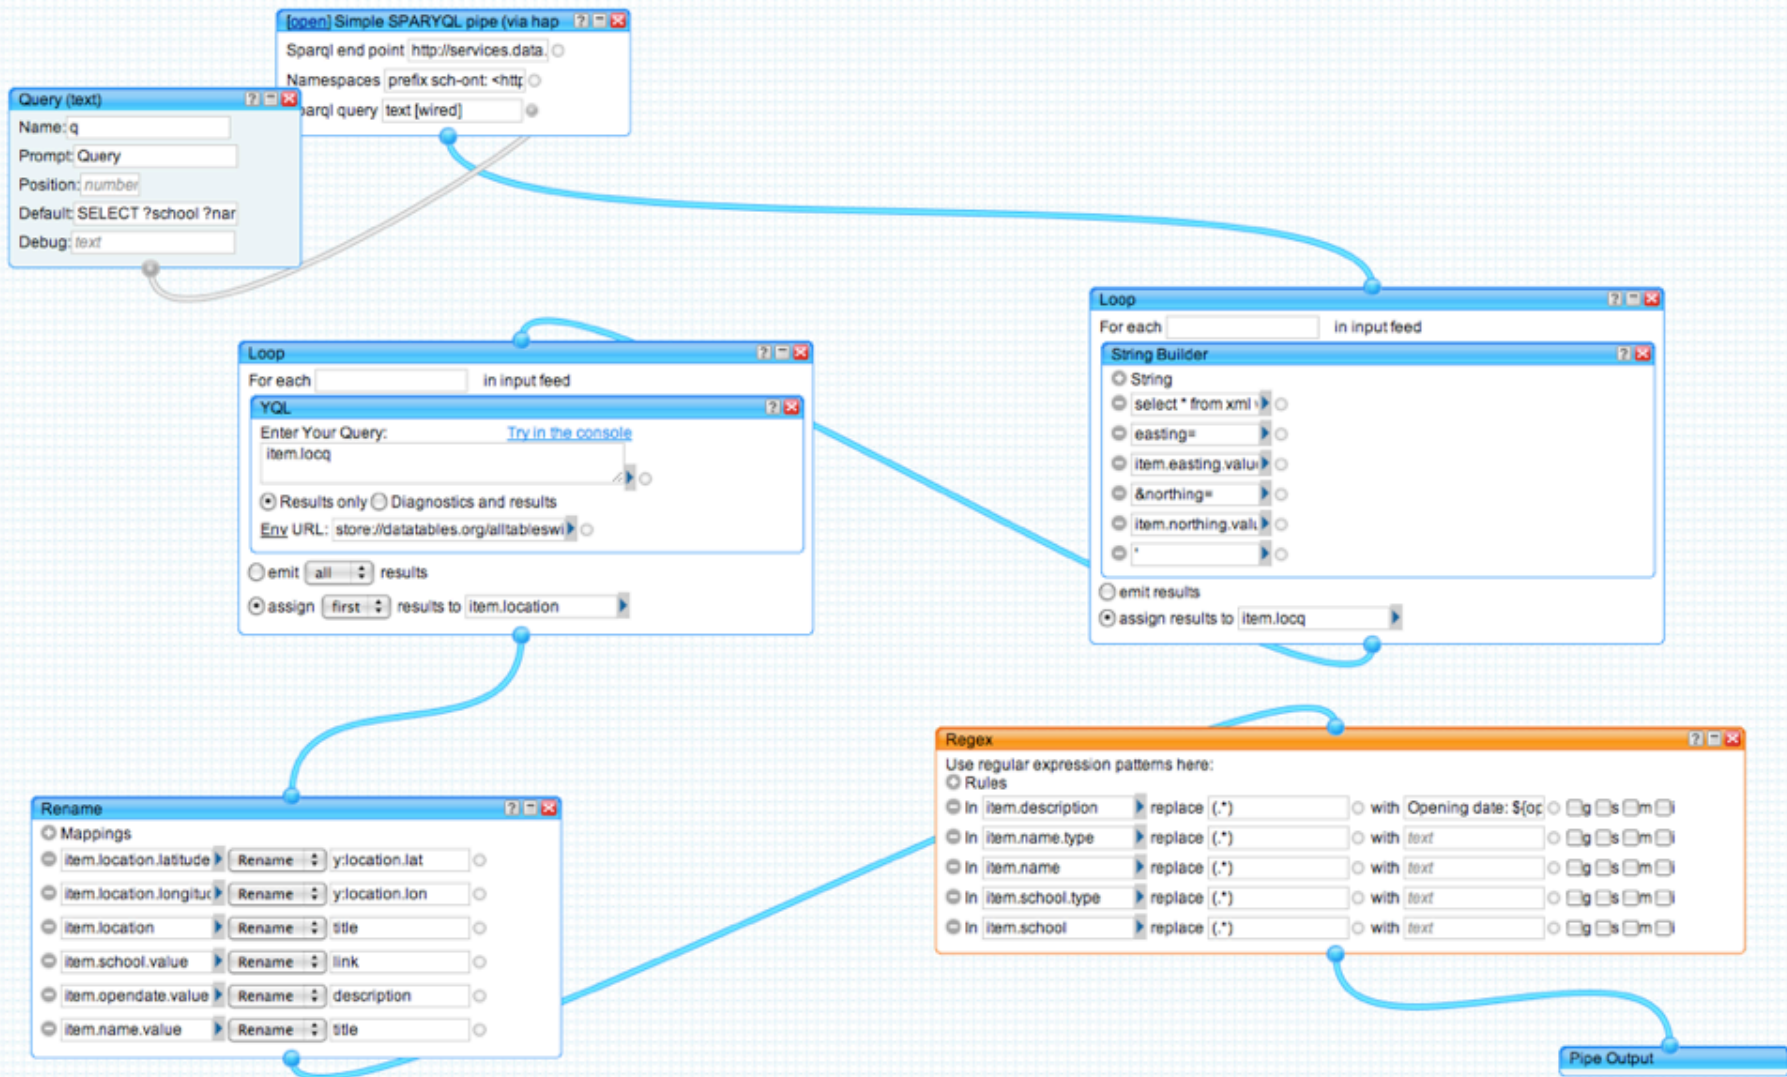 [open] Simple SPARYQL pipe (via hap
Sparql end point http://services.data.
Namespaces prefix sch-ont: <http
parql query text [wired]
Query (text)
Name: q
Prompt: Query
Position: number
Default: SELECT ?school ?nar
Debug: text
Loop
For each in input feed
String Builder
String
select * from xml
easting=
item.easting.value
&northing=
item.northing.valu
'
emit results
assign results to item.locq
Loop
For each in input feed
YQL
Enter Your Query: Try in the console
item.locq
Results only Diagnostics and results
Env URL: store://datatables.org/alltableswi
emit all results
assign first results to item.location
Rename
Mappings
item.location.latitude Rename y:location.lat
item.location.longituc Rename y:location.lon
item.location Rename title
item.school.value Rename link
item.opendate.value Rename description
item.name.value Rename title
Regex
Use regular expression patterns here:
Rules
In item.description replace (.*) with Opening date: ${op g s m i
In item.name.type replace (.*) with text g s m i
In item.name replace (.*) with text g s m i
In item.school.type replace (.*) with text g s m i
In item.school replace (.*) with text g s m i
Pipe Output